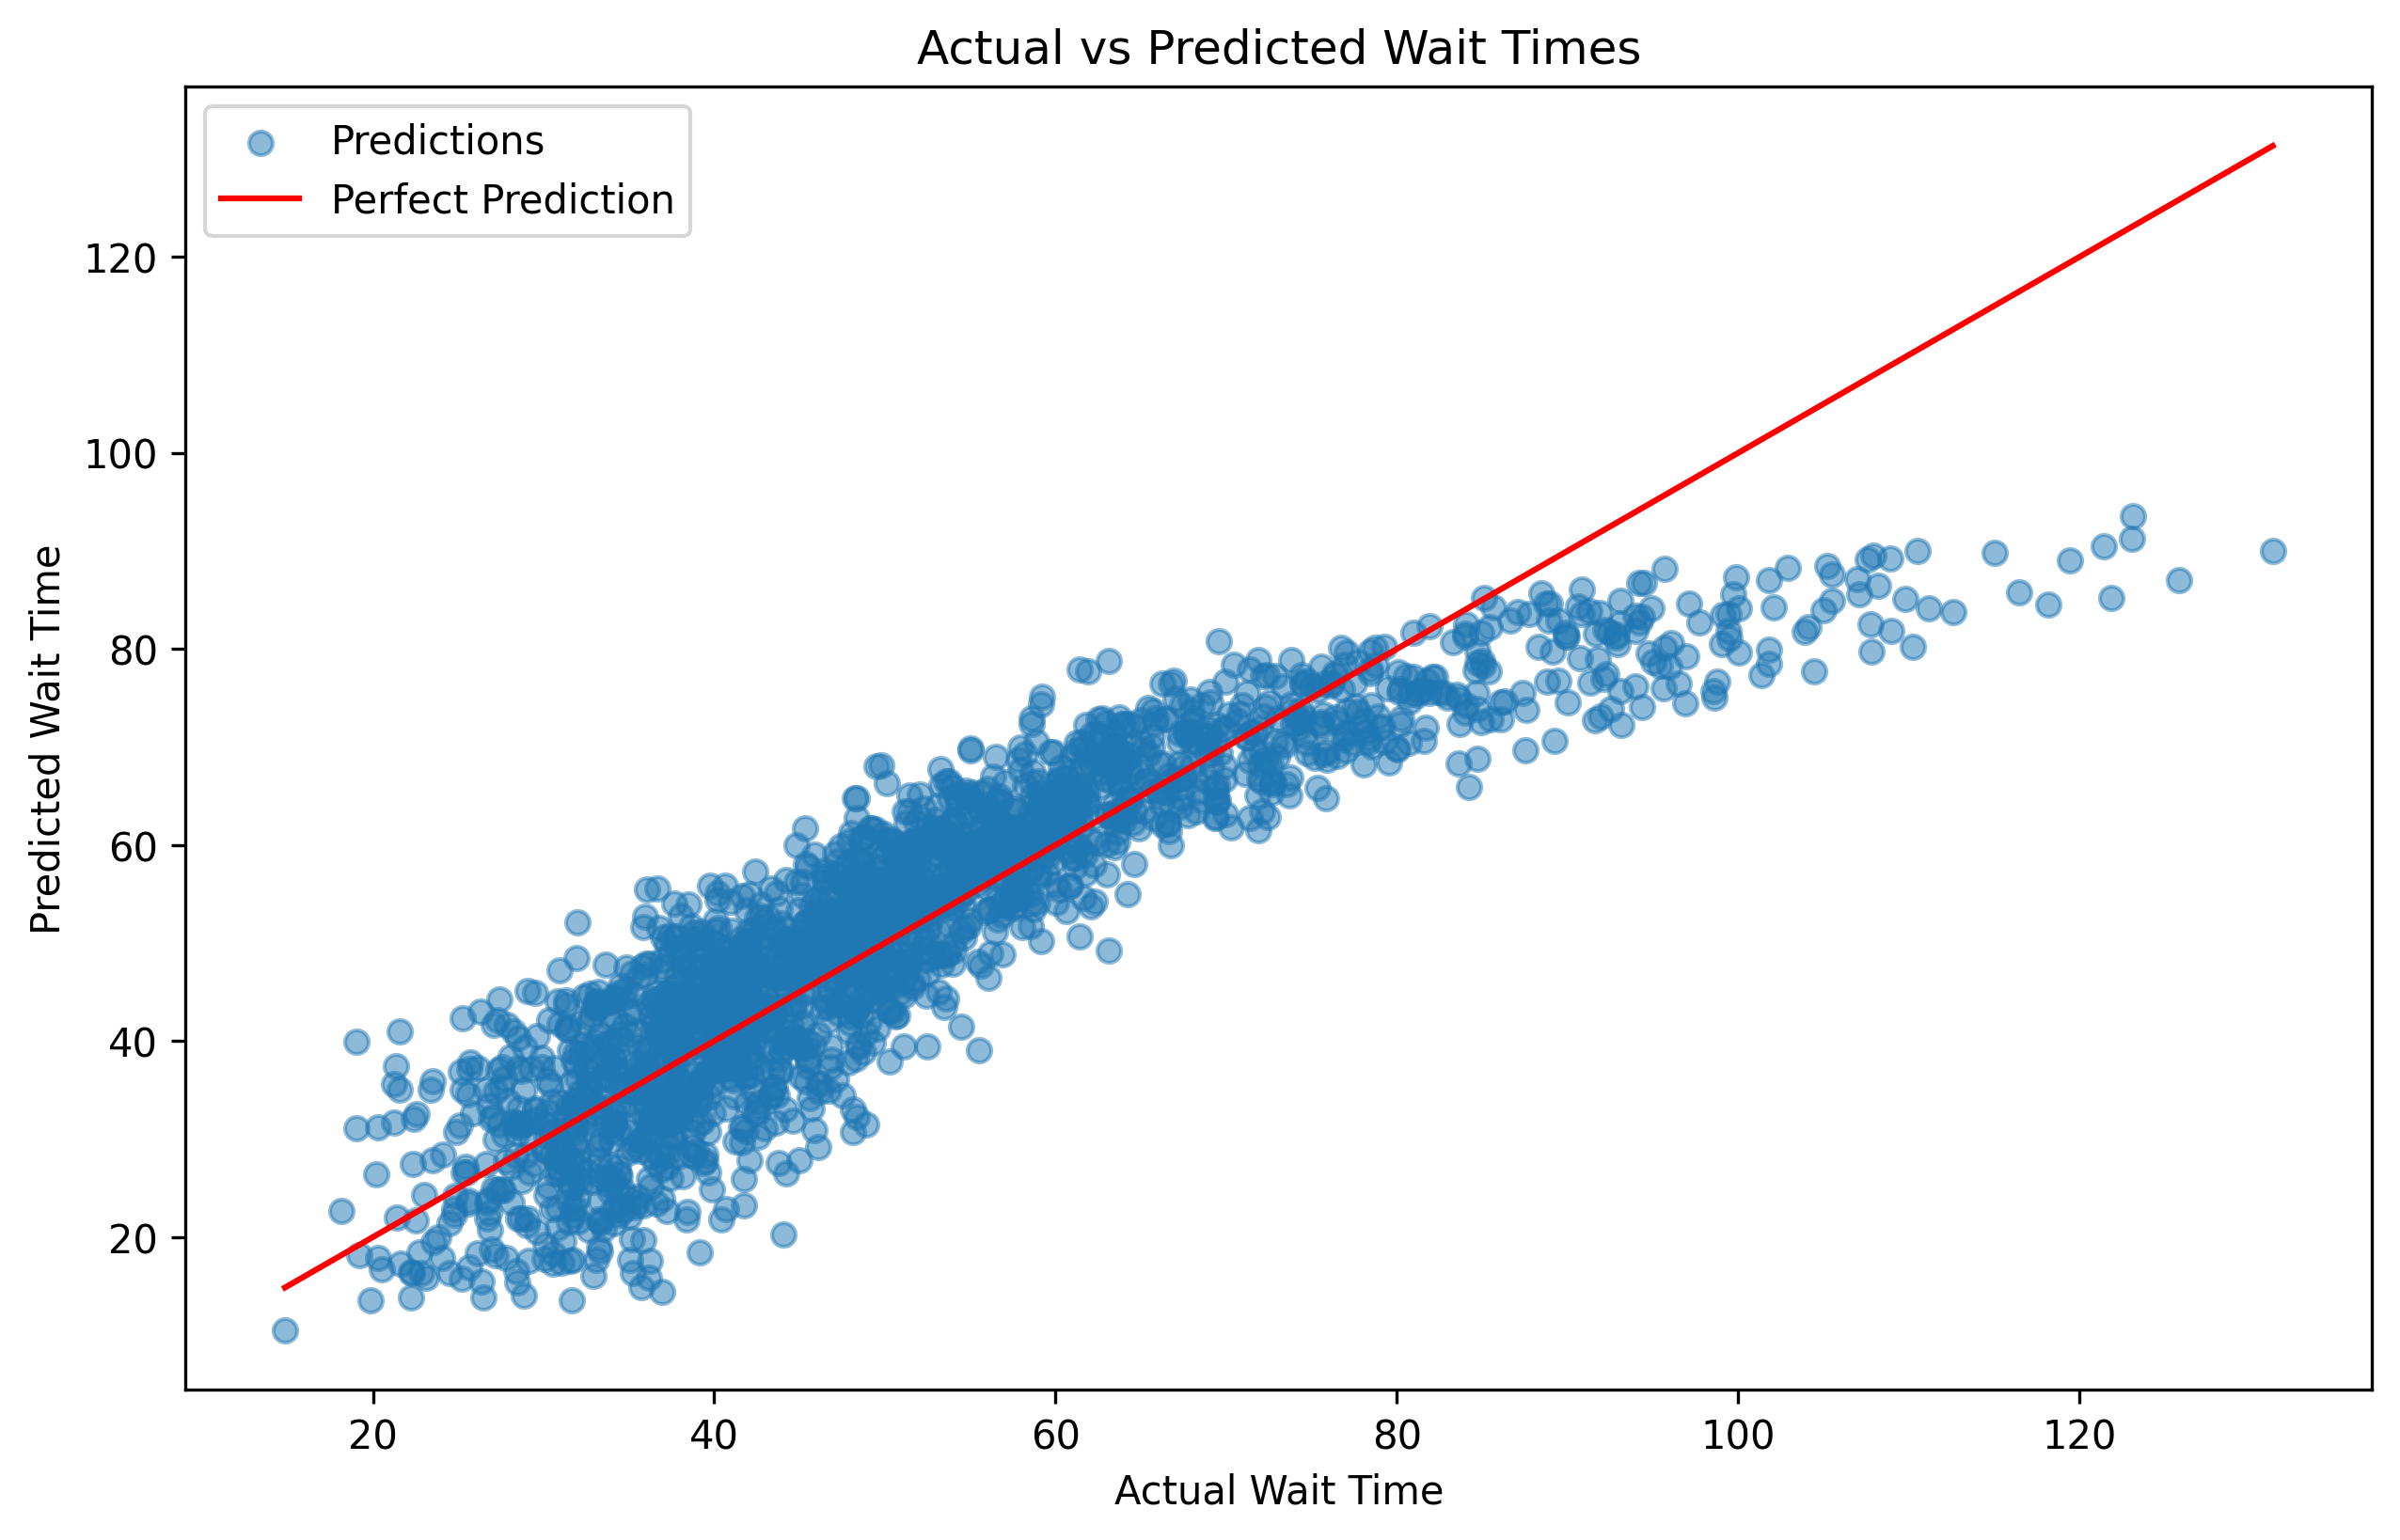 Actual vs Predicted Wait Times
Predictions
Perfect Prediction
120
100
80
60
40
20
Predicted Wait Time
20 40 60 80 100 120
Actual Wait Time